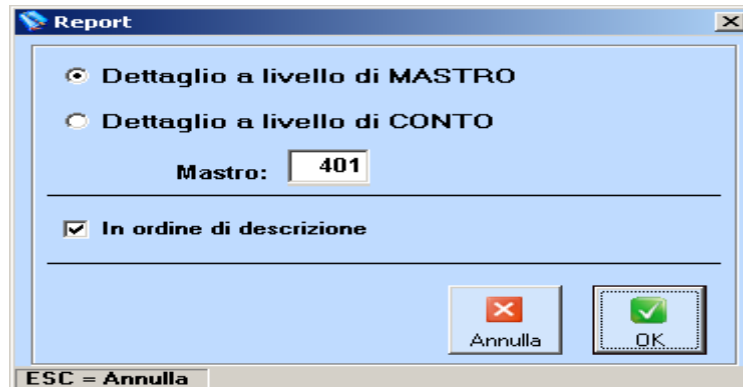 Report
Dettaglio a livello di MASTRO
Dettaglio a livello di CONTO
Mastro: 401
In ordine di descrizione
Annulla OK
ESC = Annulla